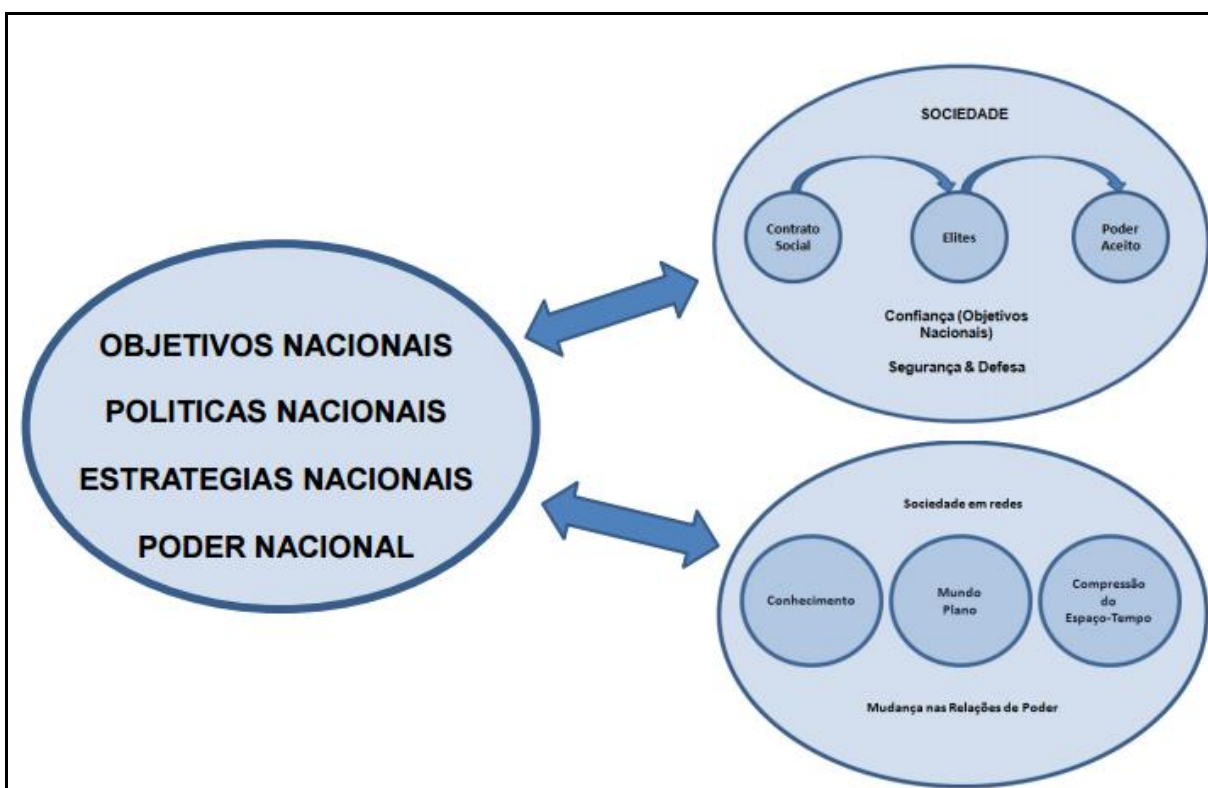 OBJETIVOS NACIONAIS
POLITICAS NACIONAIS
ESTRATEGIAS NACIONAIS
PODER NACIONAL
SOCIEDADE
Contrato
Social
Elites
Poder
Aceito
Confiança (Objetivos
Nacionais)
Segurança & Defesa
Sociedade em redes
Conhecimento
Mundo
Plano
Compressão
do
Espaço-Tempo
Mudança nas Relações de Poder